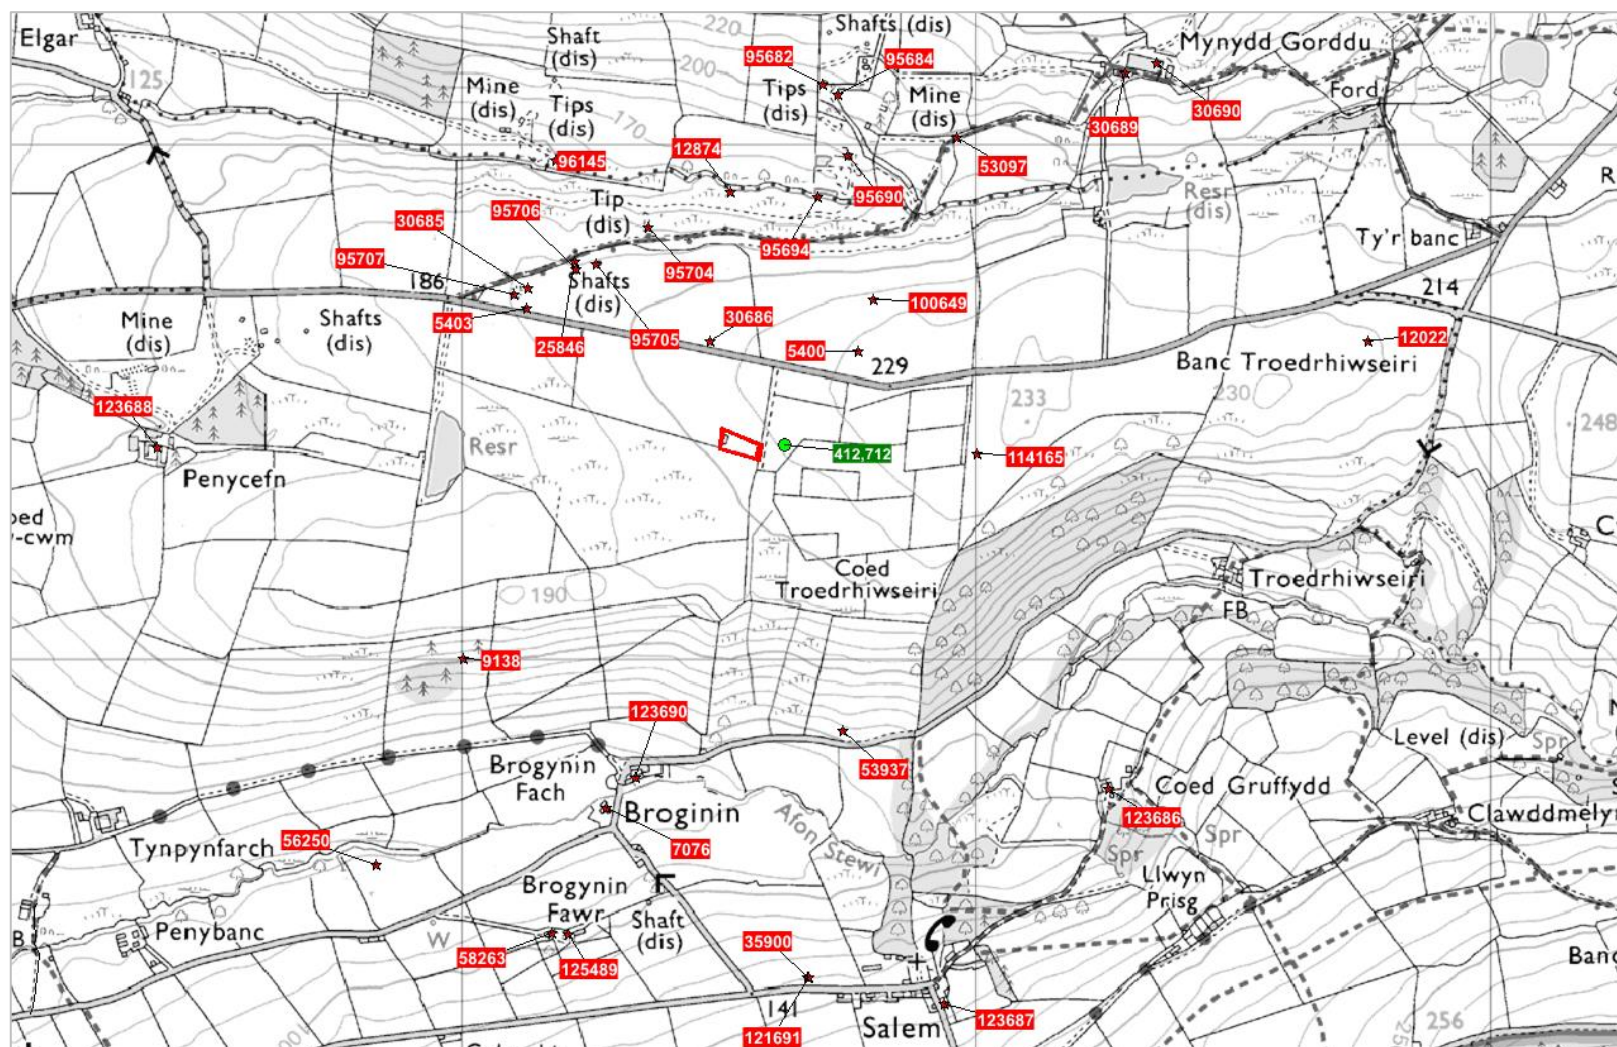 Elgar
125
Shaft
(dis)
220
200
Shafts (dis)
95682
95684
Mynydd Gorddu
Mine
(dis)
Tips
(dis)
170
Tips
(dis)
Mine
(dis)
Ford
30689
30690
96145
12874
53097
95690
Resr
(dis)
R
30685
95706
Tip
(dis)
95694
Ty'r banc
95707
95704
186
Shafts
(dis)
214
100649
Mine
(dis)
Shafts
(dis)
5403
25846
95705
30686
5400
229
12022
Banc Troedrhiwseiri
123688
233
230
248
Resr
412,712
114165
Penycefn
-cwm
C
Coed
Troedrhiwseiri
Troedrhiwseiri
190
FB
9138
123690
Level (dis)
Spr
53937
Brogynin
Fach
Coed Gruffydd
Broginin
123686
Clawddmely
Afon Stewi
Spr
Tynpynfarch
56250
7076
Spr
Llwyn
Prisg
Brogynin
Fawr
Shaft
(dis)
W
B
Penybanc
58263
125489
35900
Banc
141
Salem
123687
121691
256